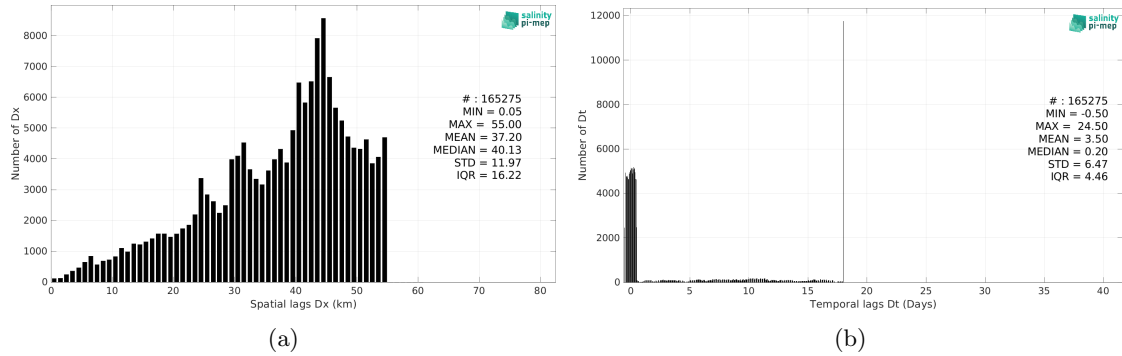 salinity
pi-mep
8000
7000
6000
5000
4000
3000
2000
1000
0
Number of Dx
# : 165275
MIN = 0.05
MAX = 55.00
MEAN = 37.20
MEDIAN = 40.13
STD = 11.97
IQR = 16.22
0 10 20 30 40 50 60 70 80
Spatial lags Dx (km)
(a)
salinity
pi-mep
12000
10000
8000
6000
4000
2000
0
Number of Dt
# : 165275
MIN = -0.50
MAX = 24.50
MEAN = 3.50
MEDIAN = 0.20
STD = 6.47
IQR = 4.46
0 5 10 15 20 25 30 35 40
Temporal lags Dt (Days)
(b)